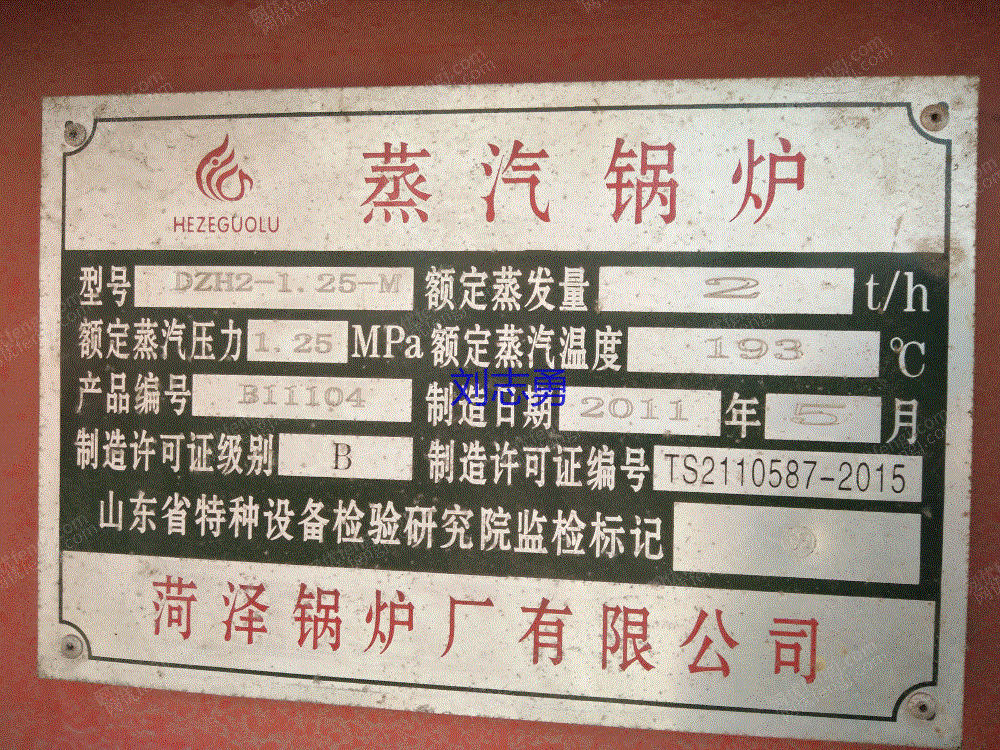 蒸汽锅炉
HEZEGUOLU
型号 DZH2-1.25-M 额定蒸发量 2 t/h
额定蒸汽压力 1.25 MPa 额定蒸汽温度 193 ℃
刘志勇
产品编号 B11104 制造日期 2011 年 5 月
制造许可证级别 B 制造许可证编号 TS2110587-2015
山东省特种设备检验研究院监检标记
菏泽锅炉厂有限公司